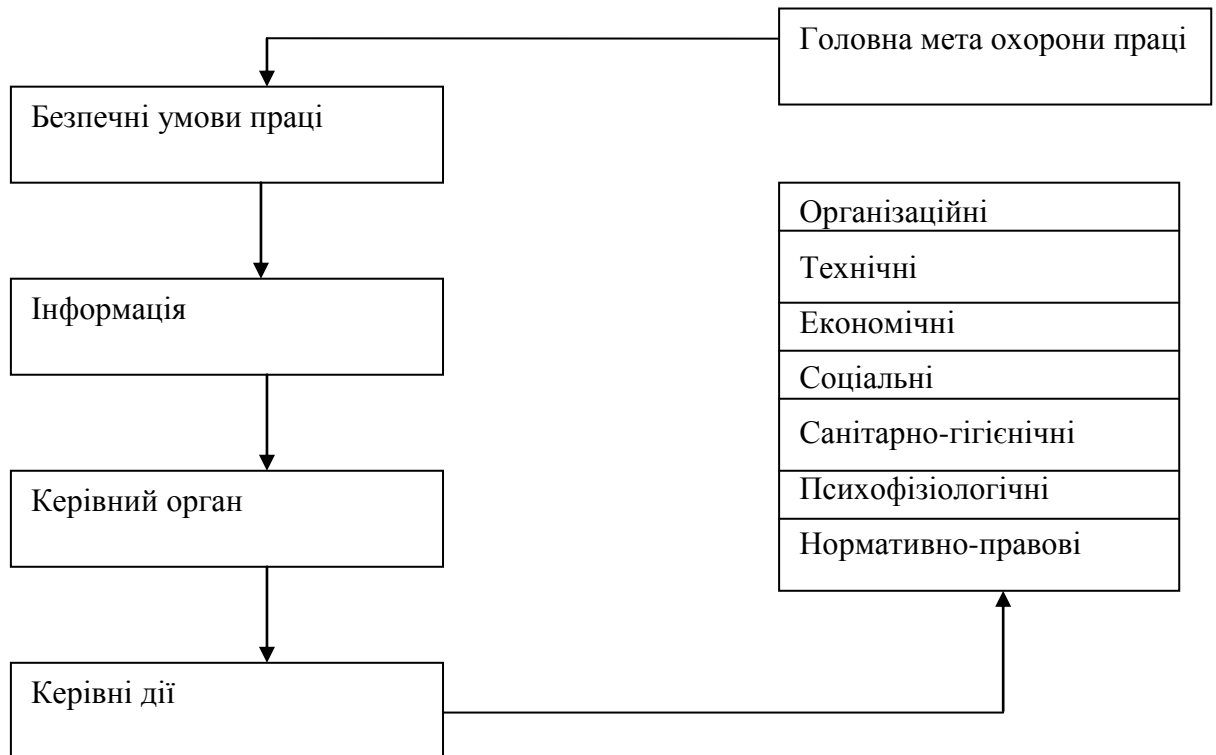 Головна мета охорони праці
Безпечні умови праці
Інформація
Керівний орган
Керівні дії
Організаційні
Технічні
Економічні
Соціальні
Санітарно-гігієнічні
Психофізіологічні
Нормативно-правові